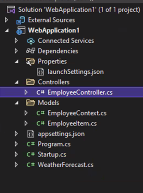 Solution 'WebApplication1' (1 of 1 project)
External Sources
WebApplication1
Connected Services
Dependencies
Properties
launchSettings.json
Controllers
C# EmployeeController.cs
Models
C# EmployeeContext.cs
C# EmployeeItem.cs
appsettings.json
C# Program.cs
C# Startup.cs
C# WeatherForecast.cs